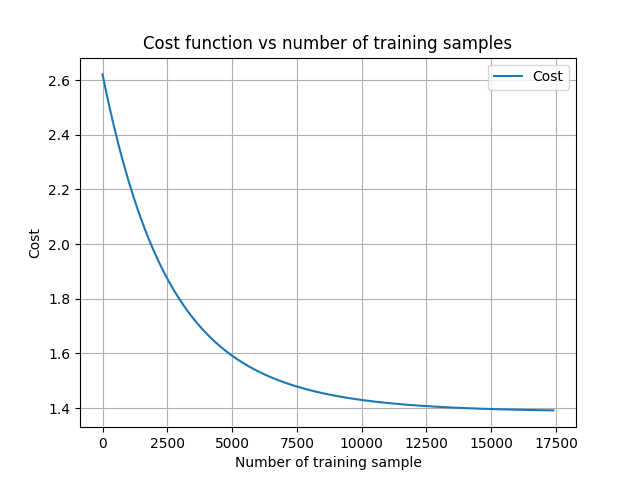 Cost function vs number of training samples
Cost
2.6
2.4
2.2
2.0
1.8
1.6
1.4
Cost
0 2500 5000 7500 10000 12500 15000 17500
Number of training sample